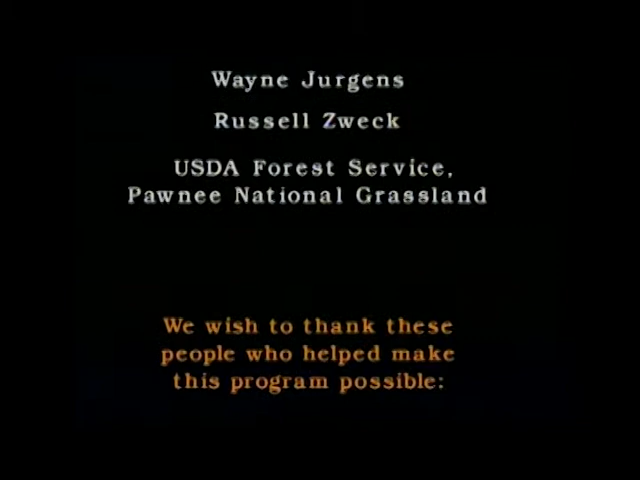 Wayne Jurgens
Russell Zweck
USDA Forest Service,
Pawnee National Grassland
We wish to thank these
people who helped make
this program possible: